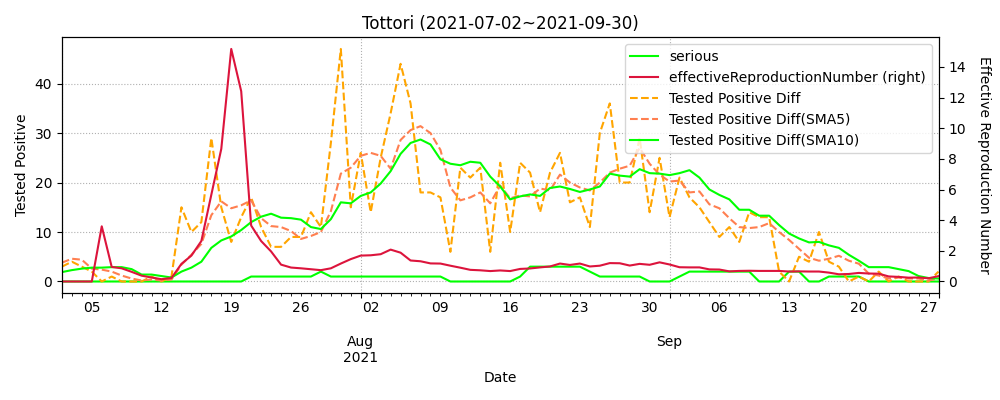 Tottori (2021-07-02~2021-09-30)
serious
effectiveReproductionNumber (right)
Tested Positive Diff
Tested Positive Diff(SMA5)
Tested Positive Diff(SMA10)
Tested Positive
40
30
20
10
0
14
12
10
8
6
4
2
0
Effective Reproduction Number
05 12 19 26 02 09 16 23 30 06 13 20 27
Aug Sep
2021
Date